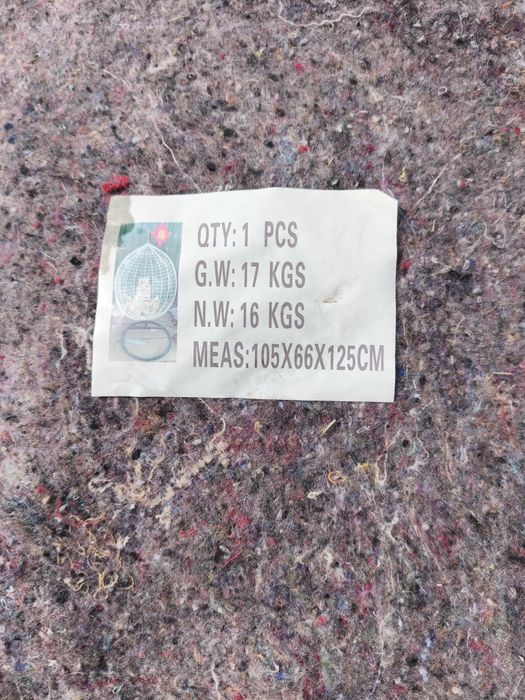 QTY: 1 PCS
G.W: 17 KGS
N.W: 16 KGS
MEAS:105X66X125CM